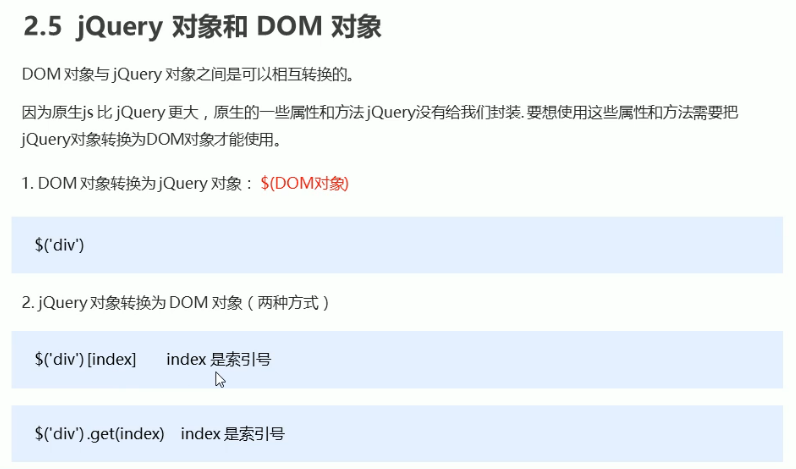 2.5 jQuery 对象和 DOM 对象
DOM 对象与 jQuery 对象之间是可以相互转换的。
因为原生js 比 jQuery 更大，原生的一些属性和方法 jQuery没有给我们封装. 要想使用这些属性和方法需要把
jQuery对象转换为DOM对象才能使用。
1. DOM 对象转换为 jQuery 对象： $(DOM对象)
$('div')
2. jQuery 对象转换为 DOM 对象（两种方式）
$('div') [index] index 是索引号
$('div') .get(index) index 是索引号